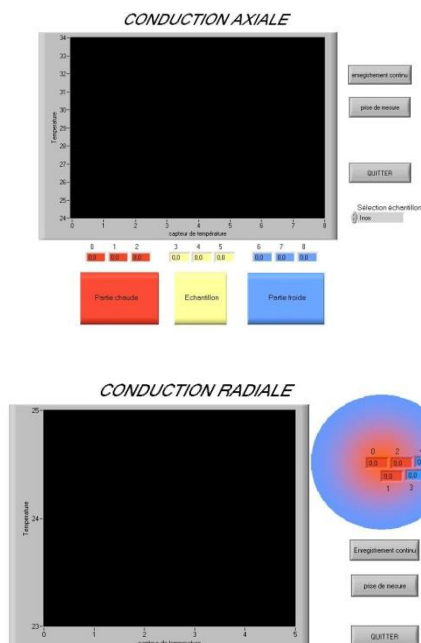 CONDUCTION AXIALE
34
33
32
31
30
29
28
27
26
25
24
Température
0 1 2 3 4 5 6 7 8
capteur de température
enregistrement continu
prise de mesure
QUITTER
Sélection échantillon
Inox
0 1 2 3 4 5 6 7 8
0,0 0,0 0,0 0,0 0,0 0,0 0,0 0,0 0,0
Partie chaude Echantillon Partie froide
CONDUCTION RADIALE
25
24
23
Température
0 1 2 3 4 5
0 2
0,0 0,0
0,0 0,0
1 3
Enregistrement continu
prise de mesure
QUITTER